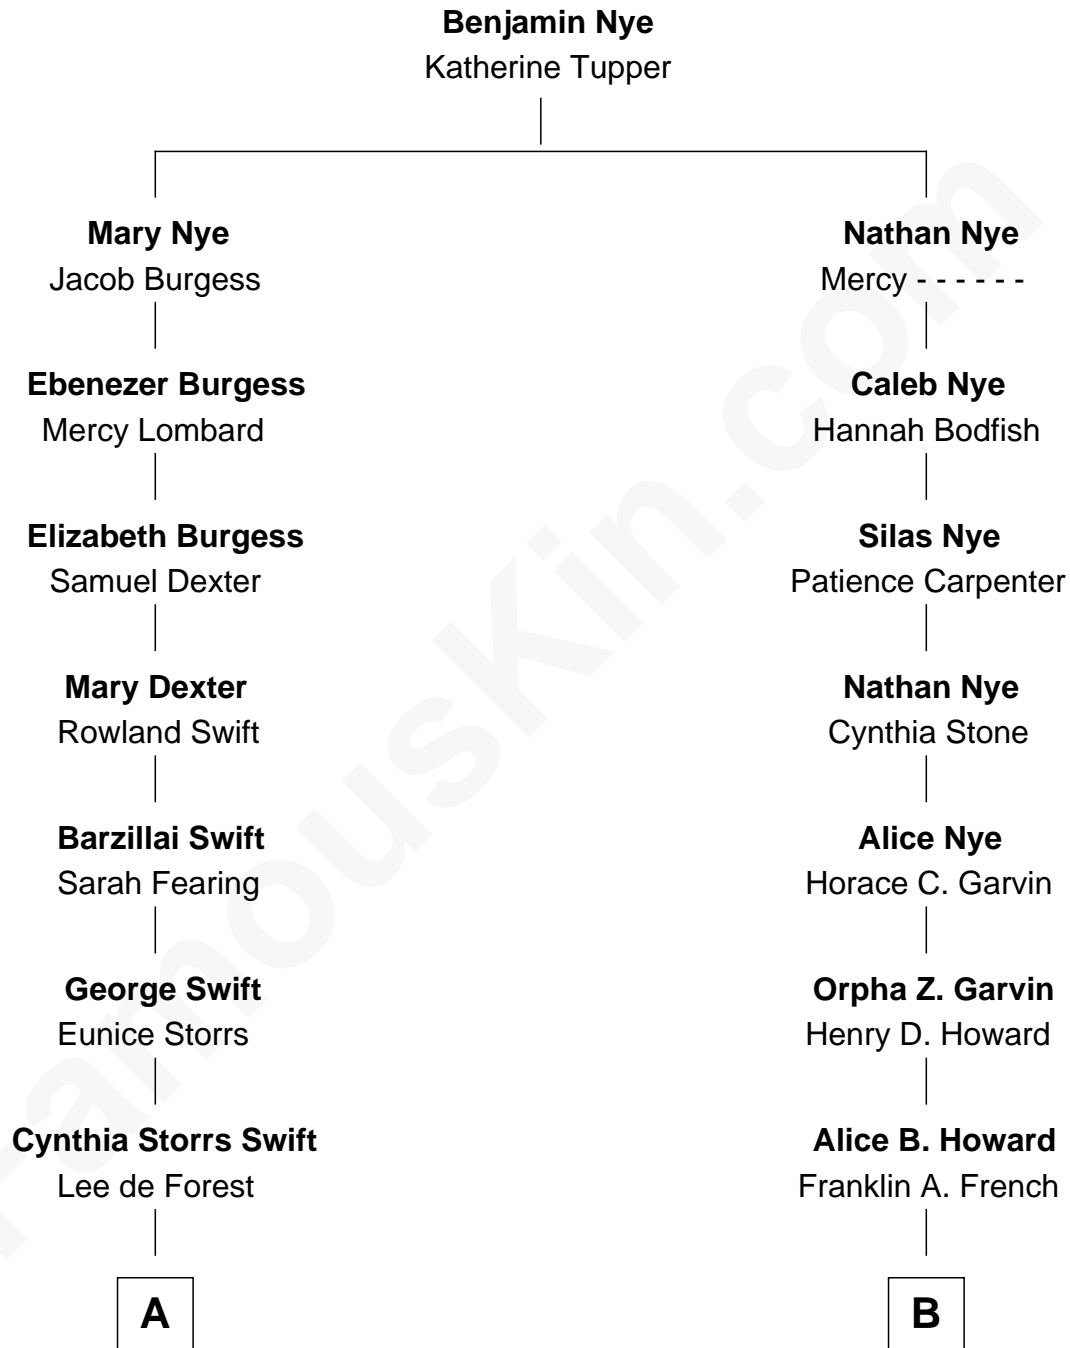 Benjamin Nye
Katherine Tupper
Mary Nye
Jacob Burgess
Nathan Nye
Mercy - - - - - -
Ebenezer Burgess
Mercy Lombard
Caleb Nye
Hannah Bodfish
Elizabeth Burgess
Samuel Dexter
Silas Nye
Patience Carpenter
Mary Dexter
Rowland Swift
Nathan Nye
Cynthia Stone
Barzillai Swift
Sarah Fearing
Alice Nye
Horace C. Garvin
George Swift
Eunice Storrs
Orpha Z. Garvin
Henry D. Howard
Cynthia Storrs Swift
Lee de Forest
Alice B. Howard
Franklin A. French
A
B
FamousKin.com